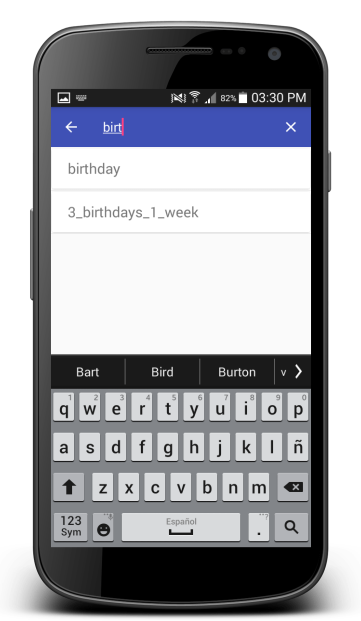 82% 03:30 PM
birt
birthday
3_birthdays_1_week
Bart Bird Burton v
1 2 3 4 5 6 7 8 9 0
q w e r t y u i o p
a s d f g h j k l ñ
z x c v b n m
123 Sym Español . ?